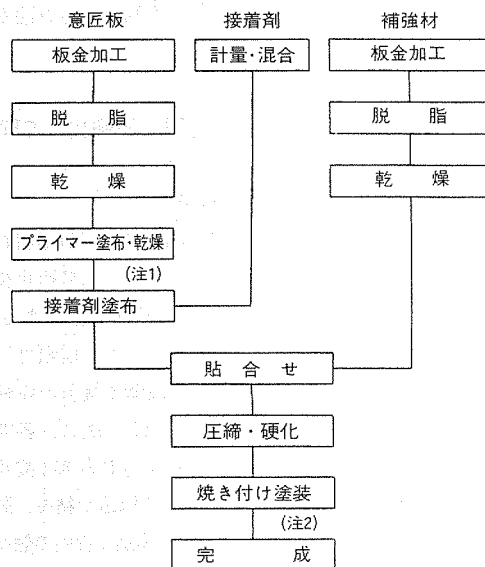 意匠板
接着剤
補強材
板金加工
計量・混合
板金加工
脱脂
脱脂
乾燥
乾燥
プライマー塗布・乾燥
(注1)
接着剤塗布
貼合せ
圧締・硬化
焼き付け塗装
(注2)
完成